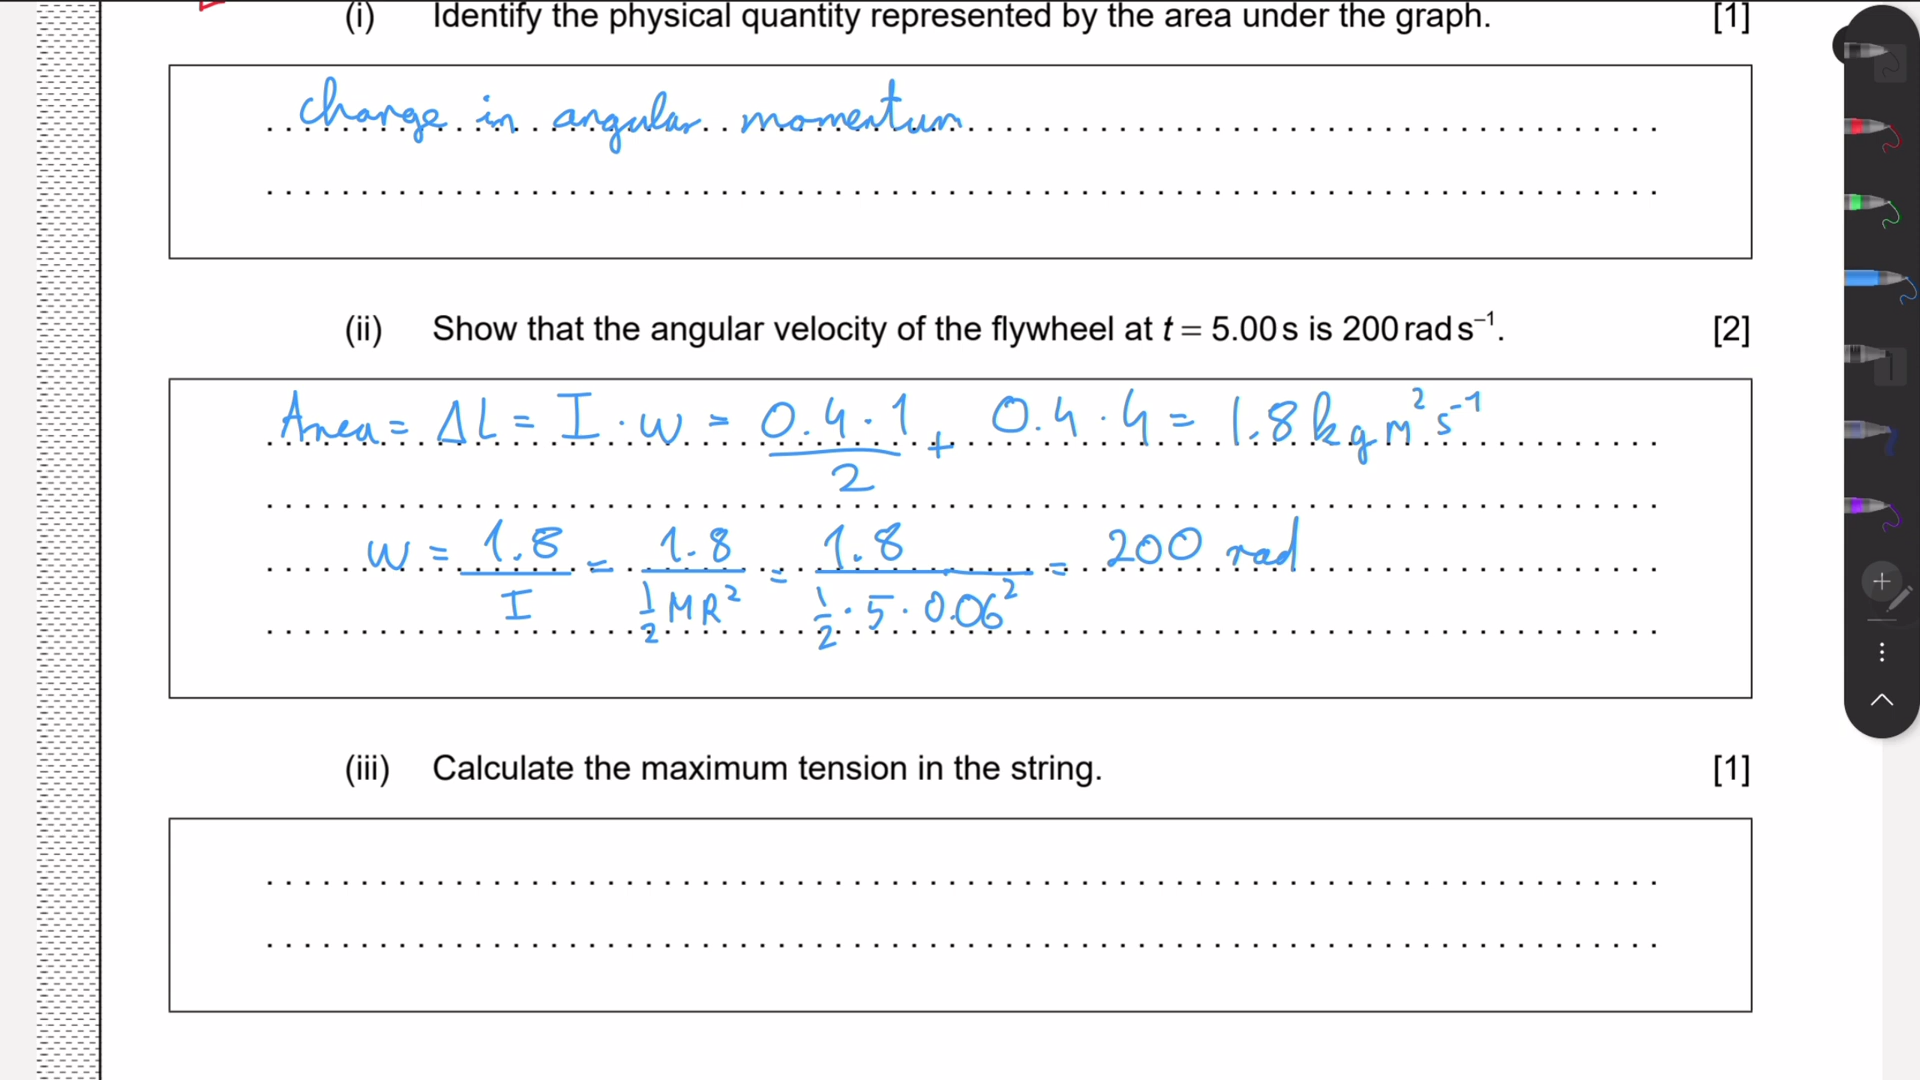 (i) Identify the physical quantity represented by the area under the graph. [1]
change in angular momentum
(ii) Show that the angular velocity of the flywheel at t = 5.00 s is 200 rad s⁻¹. [2]
Area = ΔL = I · w = 0.4 · 1 / 2 + 0.4 · 4 = 1.8 kg m² s⁻¹
w = 1.8 / I = 1.8 / ½ MR² = 1.8 / ½ · 5 · 0.06² = 200 rad
(iii) Calculate the maximum tension in the string. [1]